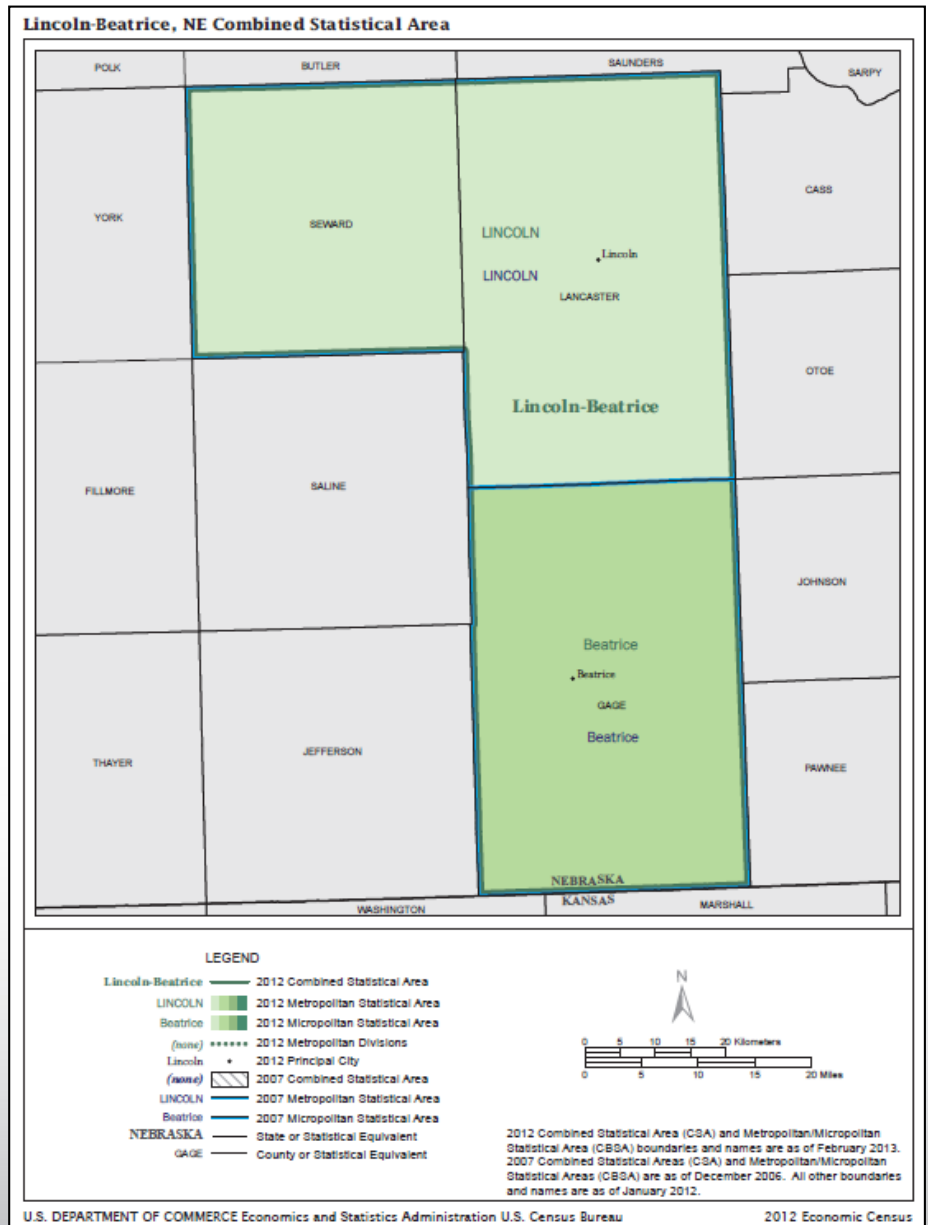 Lincoln-Beatrice, NE Combined Statistical Area
POLK
BUTLER
SAUNDERS
SARPY
YORK
SEWARD
CASS
LINCOLN
Lincoln
LINCOLN
LANCASTER
OTOE
Lincoln-Beatrice
FILLMORE
SALINE
JOHNSON
Beatrice
Beatrice
GAGE
Beatrice
THAYER
JEFFERSON
PAWNEE
NEBRASKA
KANSAS
WASHINGTON
MARSHALL
LEGEND
Lincoln-Beatrice 2012 Combined Statistical Area
LINCOLN 2012 Metropolitan Statistical Area
Beatrice 2012 Micropolitan Statistical Area
(none) 2012 Metropolitan Divisions
Lincoln 2012 Principal City
(none) 2007 Combined Statistical Area
LINCOLN 2007 Metropolitan Statistical Area
Beatrice 2007 Micropolitan Statistical Area
NEBRASKA State or Statistical Equivalent
GAGE County or Statistical Equivalent
N
0 5 10 15 20 Kilometers
0 5 10 15 20 Miles
2012 Combined Statistical Area (CSA) and Metropolitan/Micropolitan
Statistical Area (CBSA) boundaries and names are as of February 2013.
2007 Combined Statistical Areas (CSA) and Metropolitan/Micropolitan
Statistical Areas (CBSA) are as of December 2006. All other boundaries
and names are as of January 2012.
U.S. DEPARTMENT OF COMMERCE Economics and Statistics Administration U.S. Census Bureau 2012 Economic Census